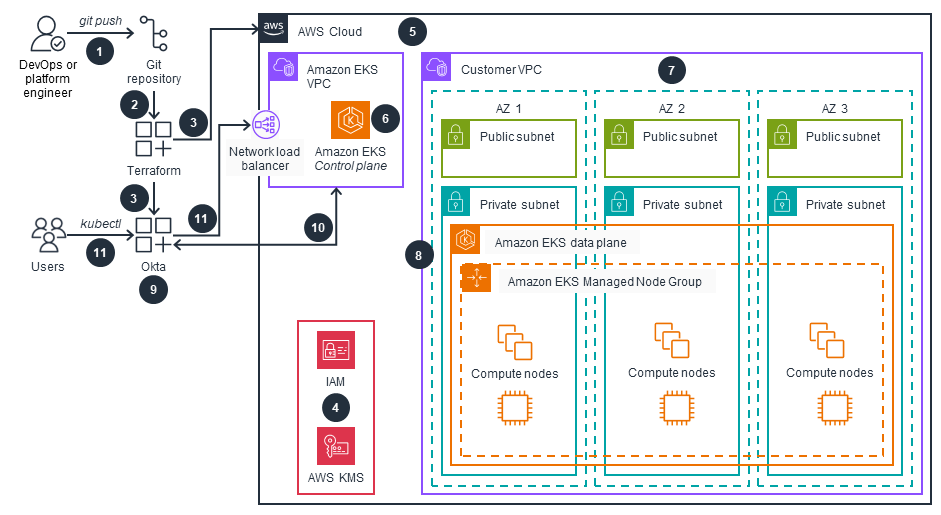 git push
1
DevOps or
platform
engineer
Git
repository
2
3
Terraform
3
kubectl
11
Users
Okta
9
11
10
aws
AWS Cloud
5
Amazon EKS
VPC
6
Network load
balancer
Amazon EKS
Control plane
IAM
4
AWS KMS
Customer VPC
7
8
AZ 1
AZ 2
AZ 3
Public subnet
Public subnet
Public subnet
Private subnet
Private subnet
Private subnet
Amazon EKS data plane
Amazon EKS Managed Node Group
Compute nodes
Compute nodes
Compute nodes